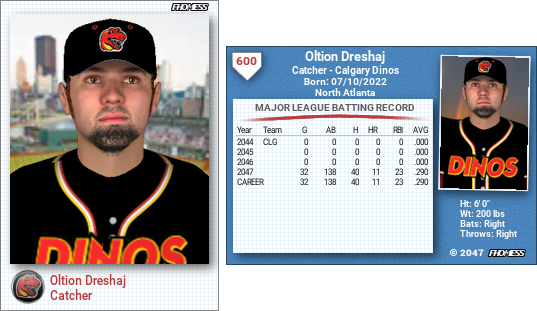 FHOMESS
DINOS
Oltion Dreshaj
Catcher
600
Oltion Dreshaj
Catcher - Calgary Dinos
Born: 07/10/2022
North Atlanta
MAJOR LEAGUE BATTING RECORD
Year Team G AB H HR RBI AVG
2044 CLG 0 0 0 0 0 .000
2045 0 0 0 0 0 .000
2046 0 0 0 0 0 .000
2047 32 138 40 11 23 .290
CAREER 32 138 40 11 23 .290
DINOS
Ht: 6' 0"
Wt: 200 lbs
Bats: Right
Throws: Right
© 2047 FHOMESS